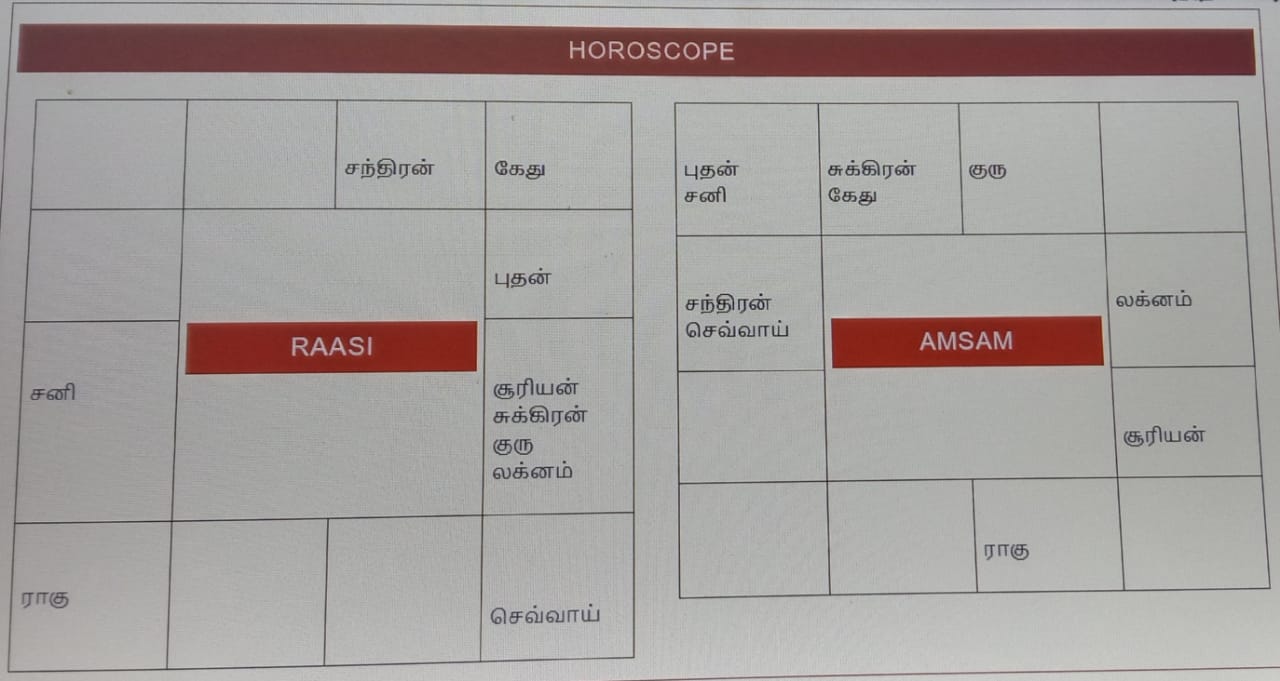 HOROSCOPE
சந்திரன்
கேது
புதன்
RAASI
சனி
சூரியன்
சுக்கிரன்
குரு
லக்னம்
ராகு
செவ்வாய்
புதன்
சனி
சுக்கிரன்
கேது
குரு
சந்திரன்
செவ்வாய்
லக்னம்
AMSAM
சூரியன்
ராகு